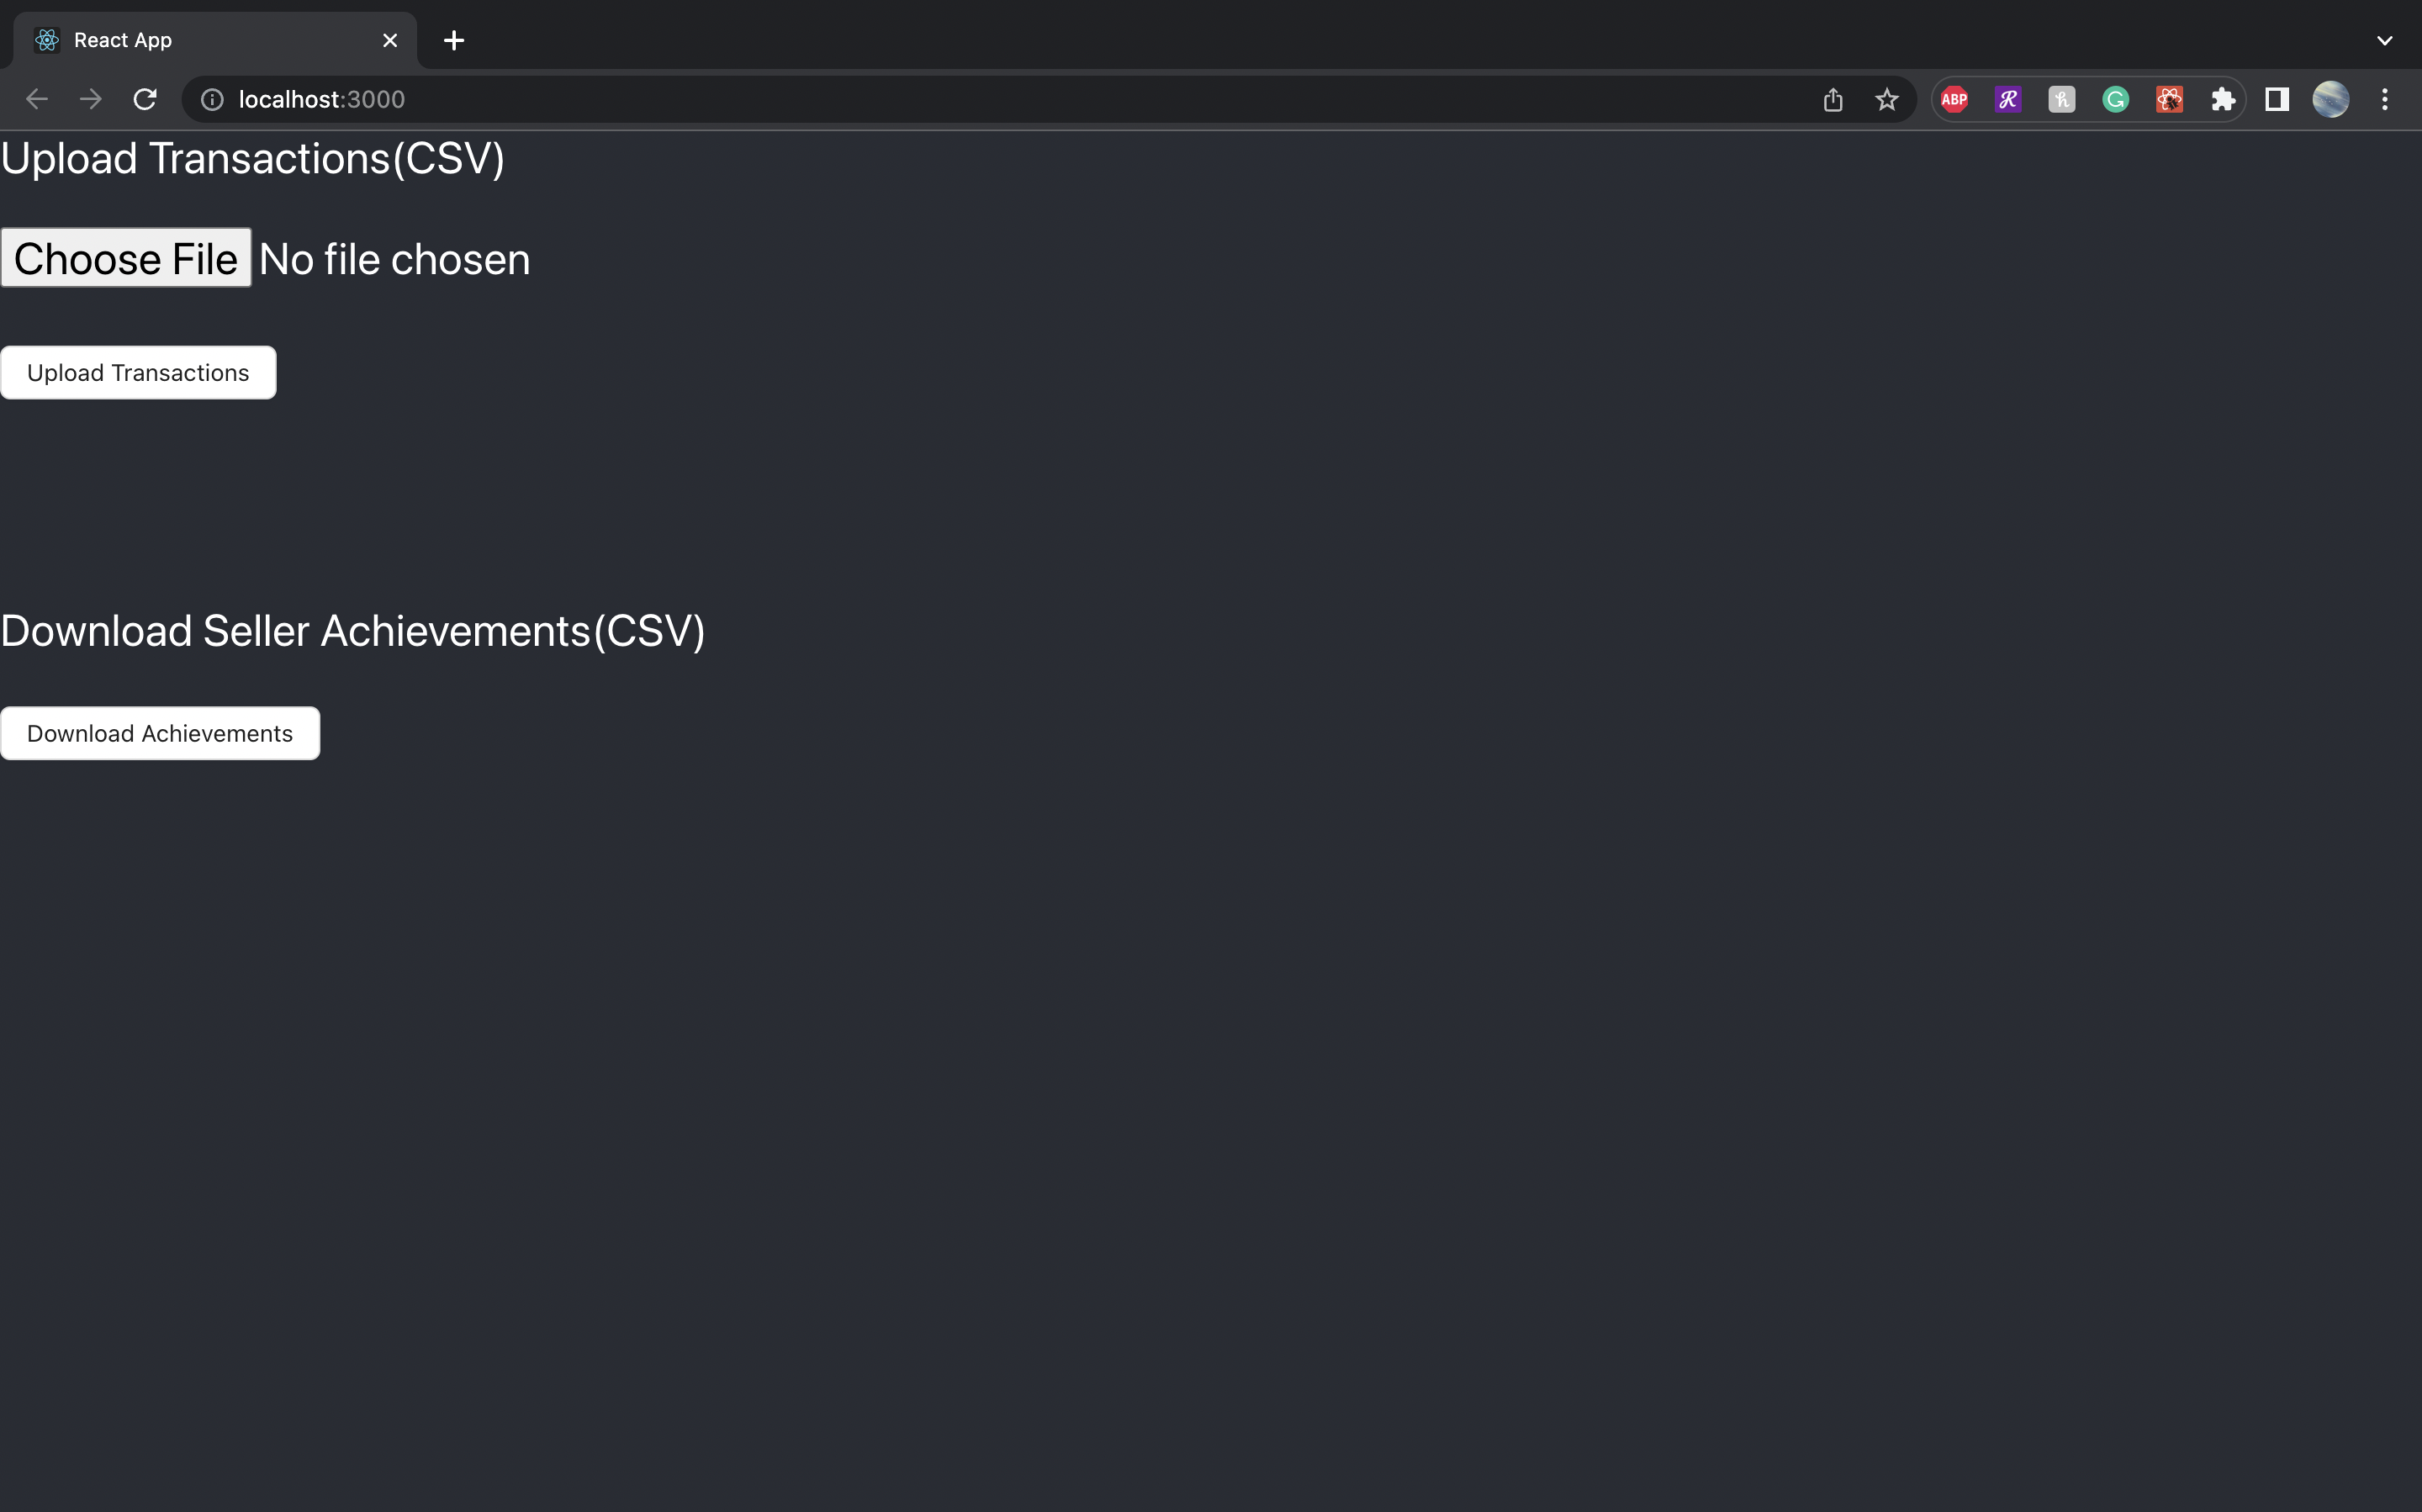 React App
localhost:3000
ABP
Upload Transactions(CSV)
Choose File No file chosen
Upload Transactions
Download Seller Achievements(CSV)
Download Achievements